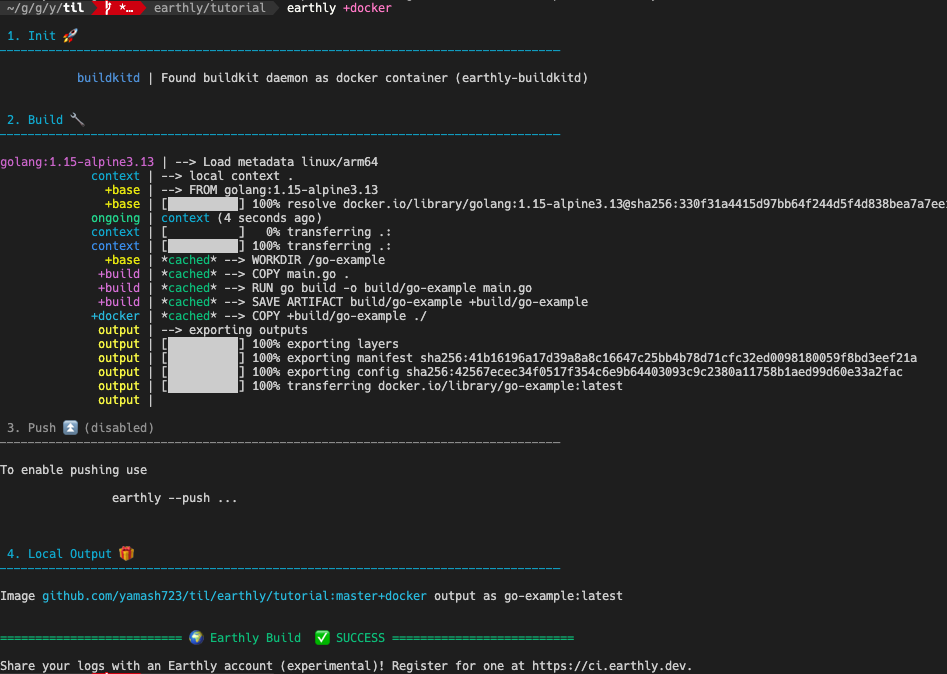 ~/g/g/y/til *… earthly/tutorial earthly +docker
1. Init 🚀
buildkitd | Found buildkit daemon as docker container (earthly-buildkitd)
2. Build 🔧
golang:1.15-alpine3.13 | --> Load metadata linux/arm64
context | --> local context .
+base | --> FROM golang:1.15-alpine3.13
+base | [██████████] 100% resolve docker.io/library/golang:1.15-alpine3.13@sha256:330f31a4415d97bb64f244d5f4d838bea7a7ee
ongoing | context (4 seconds ago)
context | [          ]   0% transferring .:
context | [██████████] 100% transferring .:
+base | *cached* --> WORKDIR /go-example
+build | *cached* --> COPY main.go .
+build | *cached* --> RUN go build -o build/go-example main.go
+build | *cached* --> SAVE ARTIFACT build/go-example +build/go-example
+docker | *cached* --> COPY +build/go-example ./
output | --> exporting outputs
output | [██████████] 100% exporting layers
output | [██████████] 100% exporting manifest sha256:41b16196a17d39a8a8c16647c25bb4b78d71cfc32ed0098180059f8bd3eef21a
output | [██████████] 100% exporting config sha256:42567ecec34f0517f354c6e9b64403093c9c2380a11758b1aed99d60e33a2fac
output | [██████████] 100% transferring docker.io/library/go-example:latest
output |
3. Push ⏫ (disabled)
To enable pushing use
earthly --push ...
4. Local Output 🎁
Image github.com/yamash723/til/earthly/tutorial:master+docker output as go-example:latest
========================== 🌍 Earthly Build ✅ SUCCESS ==========================
Share your logs with an Earthly account (experimental)! Register for one at https://ci.earthly.dev.